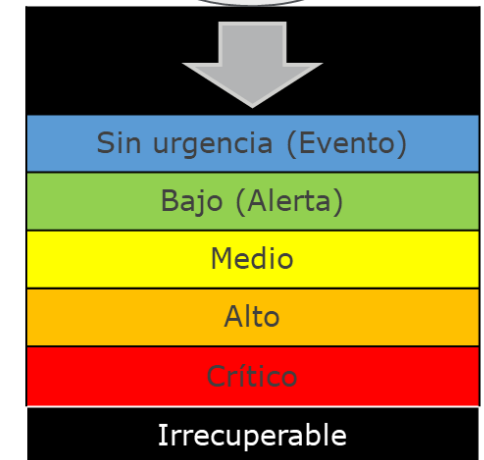 Sin urgencia (Evento)
Bajo (Alerta)
Medio
Alto
Crítico
Irrecuperable